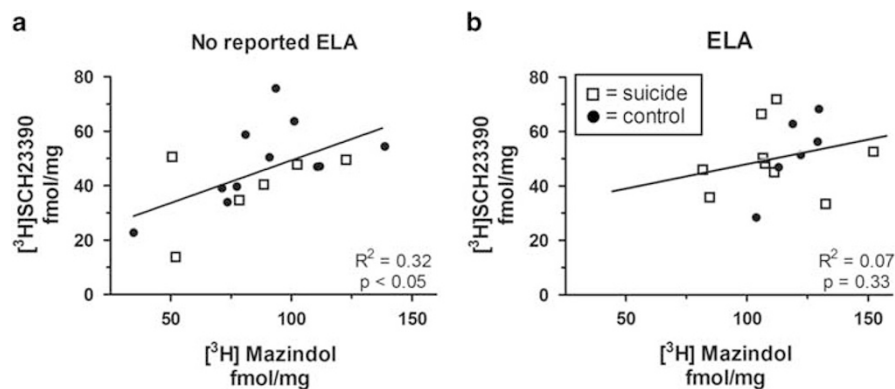 a
No reported ELA
[³H]SCH23390
fmol/mg
80
60
40
20
0
R² = 0.32
p < 0.05
50
100
150
[³H] Mazindol
fmol/mg
b
ELA
□ = suicide
● = control
[³H]SCH23390
fmol/mg
80
60
40
20
0
R² = 0.07
p = 0.33
50
100
150
[³H] Mazindol
fmol/mg